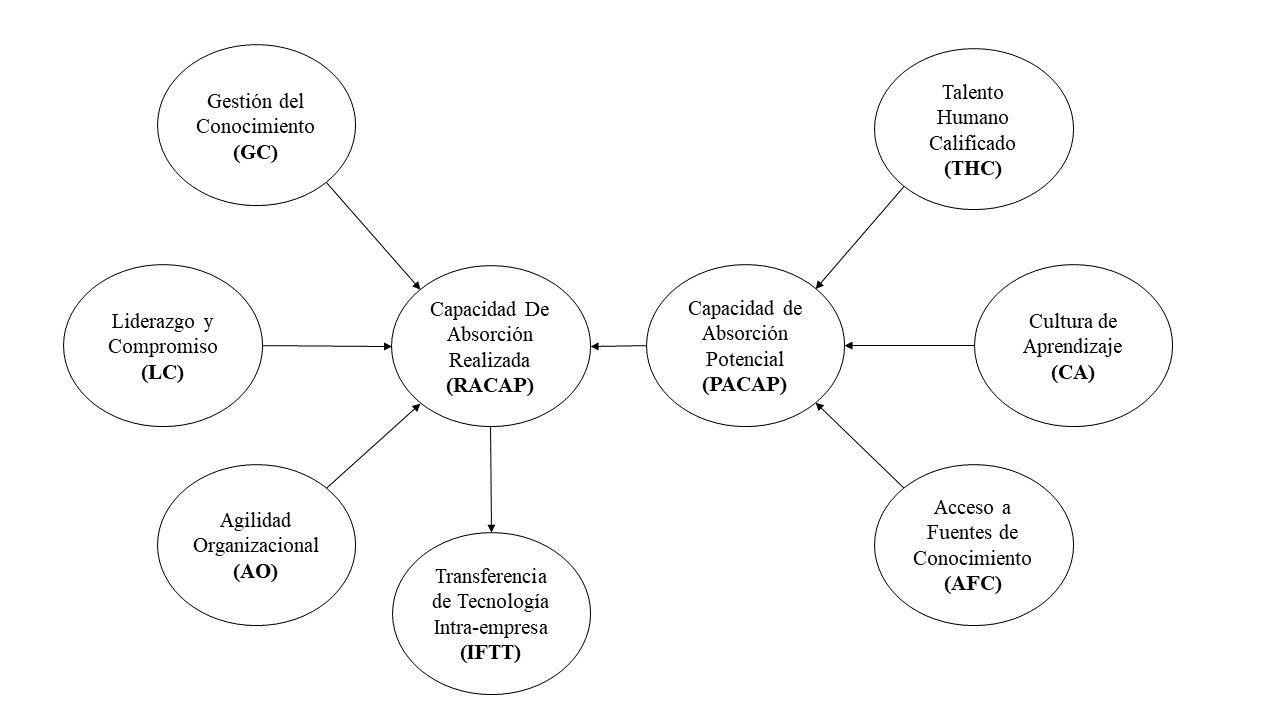 Gestión del
Conocimiento
(GC)
Talento
Humano
Calificado
(THC)
Liderazgo y
Compromiso
(LC)
Capacidad De
Absorción
Realizada
(RACAP)
Capacidad de
Absorción
Potencial
(PACAP)
Cultura de
Aprendizaje
(CA)
Agilidad
Organizacional
(AO)
Transferencia
de Tecnología
Intra-empresa
(IFTT)
Acceso a
Fuentes de
Conocimiento
(AFC)